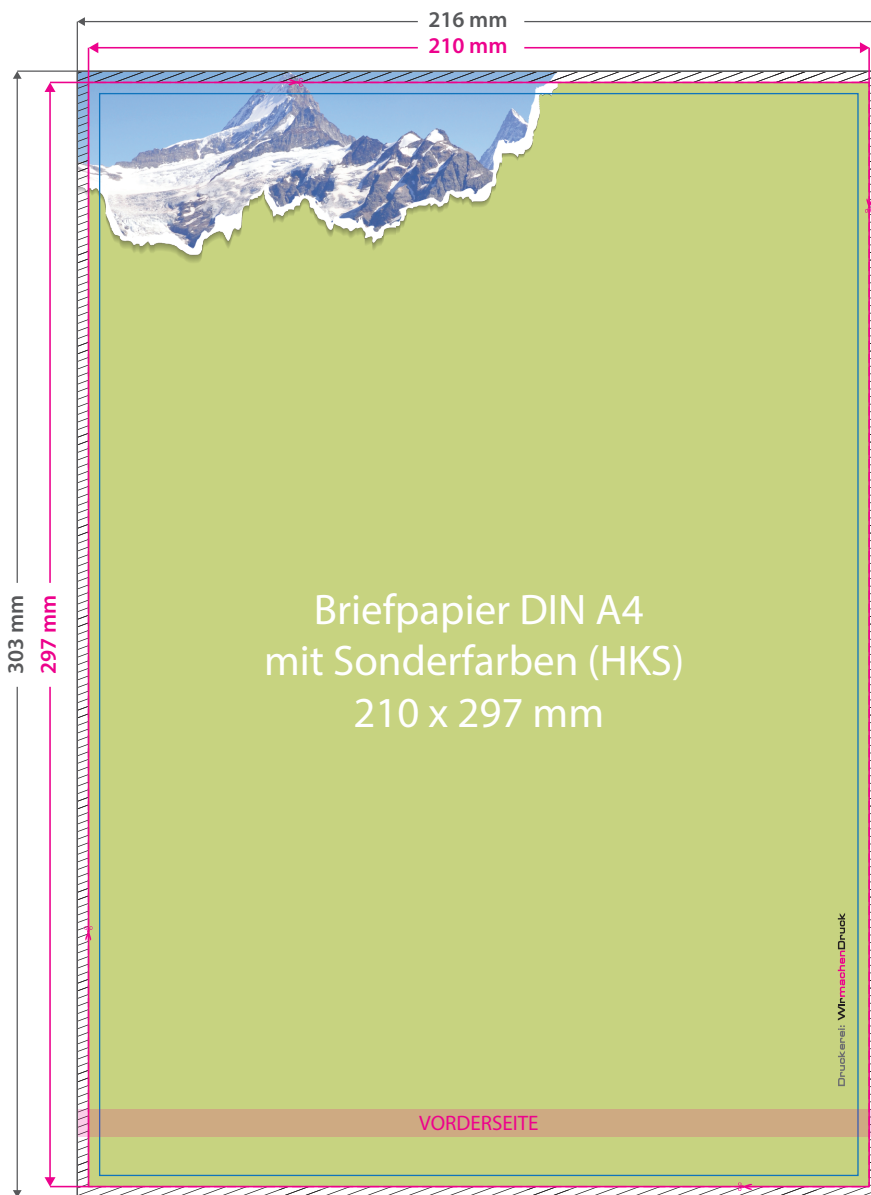 216 mm
210 mm
303 mm
297 mm
Briefpapier DIN A4
mit Sonderfarben (HKS)
210 x 297 mm
Druckerei: WIrmachenDruck
VORDERSEITE